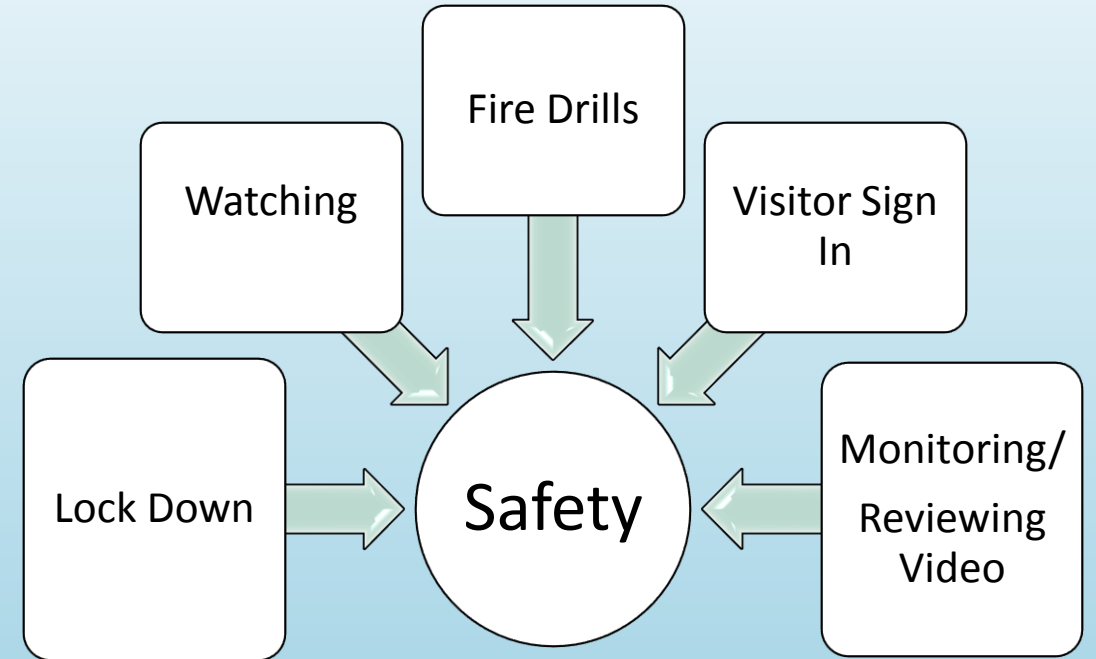 Fire Drills
Watching
Visitor Sign
In
Lock Down
Safety
Monitoring/
Reviewing
Video